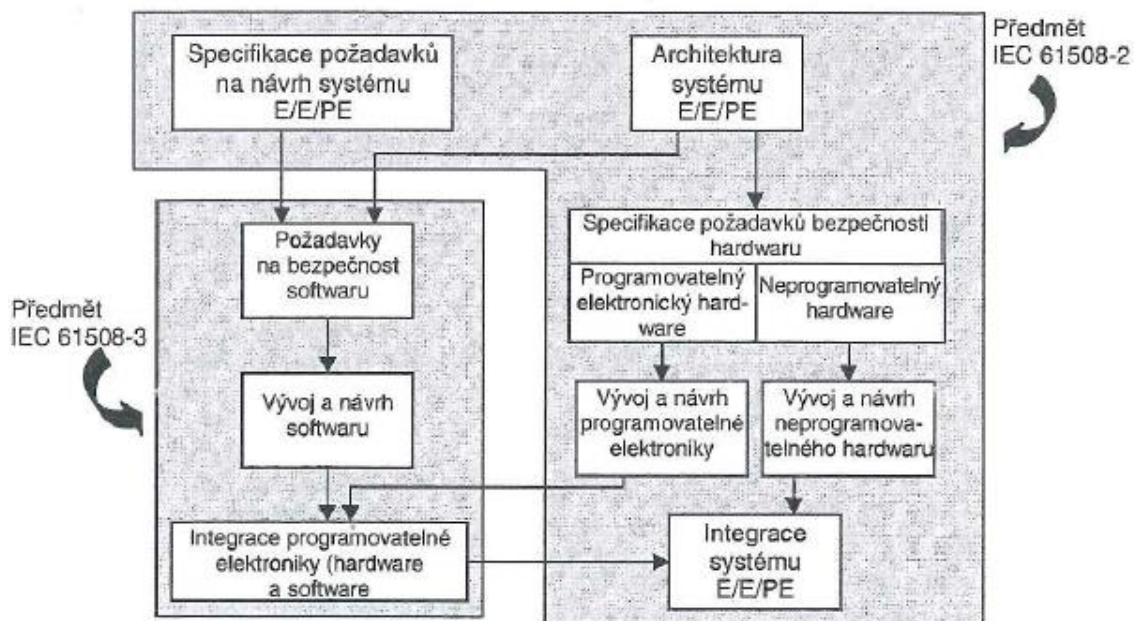 Předmět
IEC 61508-2
Specifikace požadavků
na návrh systému
E/E/PE
Architektura
systému
E/E/PE
Požadavky
na bezpečnost
softwaru
Specifikace požadavků bezpečnosti
hardwaru
Programovatelný
elektronický hard-
ware
Neprogramovatelný
hardware
Předmět
IEC 61508-3
Vývoj a návrh
softwaru
Vývoj a návrh
programovatelné
elektroniky
Vývoj a návrh
neprogramova-
telného hardwaru
Integrace programovatelné
elektroniky (hardware
a software
Integrace
systému
E/E/PE